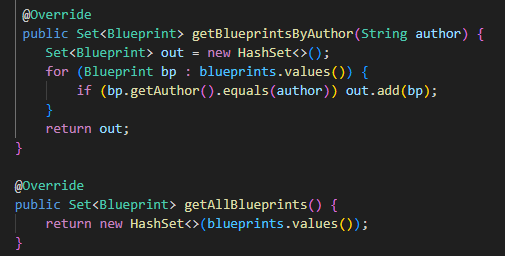 @Override
public Set<Blueprint> getBlueprintsByAuthor(String author) {
    Set<Blueprint> out = new HashSet<>();
    for (Blueprint bp : blueprints.values()) {
        if (bp.getAuthor().equals(author)) out.add(bp);
    }
    return out;
}
@Override
public Set<Blueprint> getAllBlueprints() {
    return new HashSet<>(blueprints.values());
}